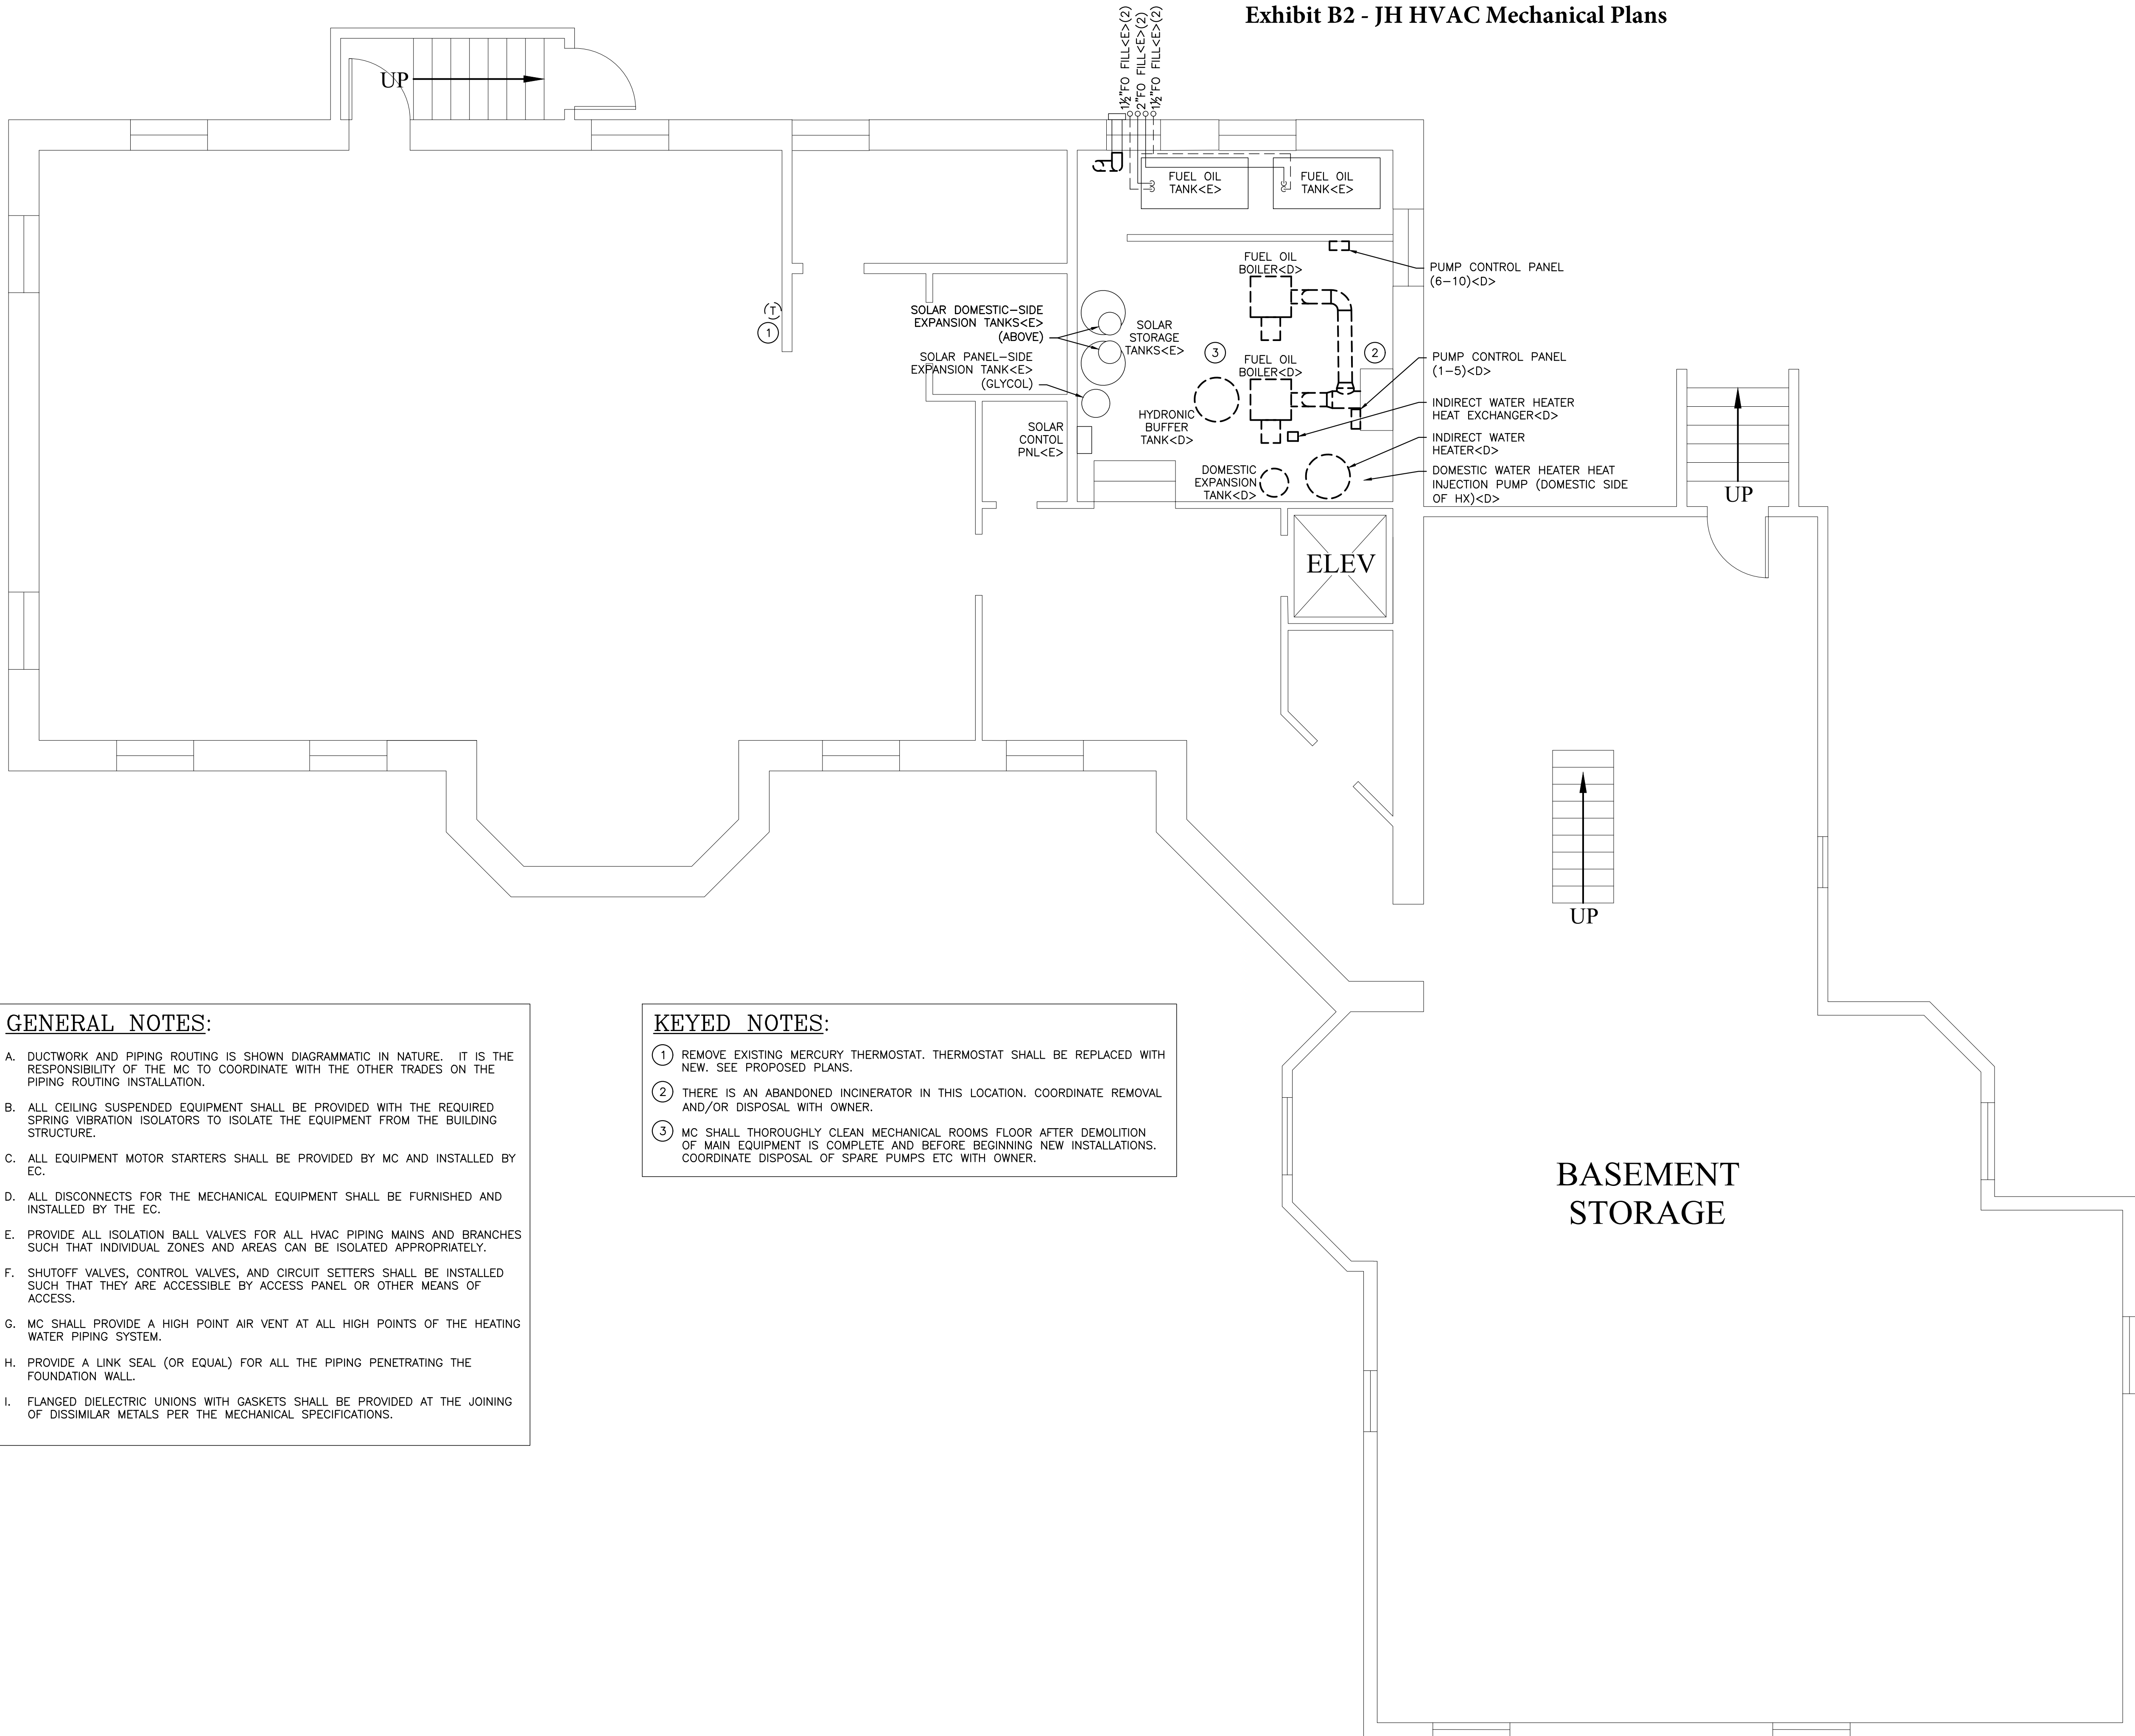 Exhibit B2 - JH HVAC Mechanical Plans
1½"FO FILL<E>(2)
2"FO FILL<E>(2)
1½"FO FILL<E>(2)
UP
FUEL OIL
TANK<E>
FUEL OIL
TANK<E>
FUEL OIL
BOILER<D>
PUMP CONTROL PANEL
(6-10)<D>
(T)
1
SOLAR DOMESTIC-SIDE
EXPANSION TANKS<E>
(ABOVE)
SOLAR
STORAGE
TANKS<E>
SOLAR PANEL-SIDE
EXPANSION TANK<E>
(GLYCOL)
3
FUEL OIL
BOILER<D>
2
PUMP CONTROL PANEL
(1-5)<D>
INDIRECT WATER HEATER
HEAT EXCHANGER<D>
HYDRONIC
BUFFER
TANK<D>
SOLAR
CONTOL
PNL<E>
INDIRECT WATER
HEATER<D>
DOMESTIC
EXPANSION
TANK<D>
DOMESTIC WATER HEATER HEAT
INJECTION PUMP (DOMESTIC SIDE
OF HX)<D>
UP
ELEV
UP
GENERAL NOTES:
A. DUCTWORK AND PIPING ROUTING IS SHOWN DIAGRAMMATIC IN NATURE. IT IS THE
RESPONSIBILITY OF THE MC TO COORDINATE WITH THE OTHER TRADES ON THE
PIPING ROUTING INSTALLATION.
B. ALL CEILING SUSPENDED EQUIPMENT SHALL BE PROVIDED WITH THE REQUIRED
SPRING VIBRATION ISOLATORS TO ISOLATE THE EQUIPMENT FROM THE BUILDING
STRUCTURE.
C. ALL EQUIPMENT MOTOR STARTERS SHALL BE PROVIDED BY MC AND INSTALLED BY
EC.
D. ALL DISCONNECTS FOR THE MECHANICAL EQUIPMENT SHALL BE FURNISHED AND
INSTALLED BY THE EC.
E. PROVIDE ALL ISOLATION BALL VALVES FOR ALL HVAC PIPING MAINS AND BRANCHES
SUCH THAT INDIVIDUAL ZONES AND AREAS CAN BE ISOLATED APPROPRIATELY.
F. SHUTOFF VALVES, CONTROL VALVES, AND CIRCUIT SETTERS SHALL BE INSTALLED
SUCH THAT THEY ARE ACCESSIBLE BY ACCESS PANEL OR OTHER MEANS OF
ACCESS.
G. MC SHALL PROVIDE A HIGH POINT AIR VENT AT ALL HIGH POINTS OF THE HEATING
WATER PIPING SYSTEM.
H. PROVIDE A LINK SEAL (OR EQUAL) FOR ALL THE PIPING PENETRATING THE
FOUNDATION WALL.
I. FLANGED DIELECTRIC UNIONS WITH GASKETS SHALL BE PROVIDED AT THE JOINING
OF DISSIMILAR METALS PER THE MECHANICAL SPECIFICATIONS.
KEYED NOTES:
1 REMOVE EXISTING MERCURY THERMOSTAT. THERMOSTAT SHALL BE REPLACED WITH
NEW. SEE PROPOSED PLANS.
2 THERE IS AN ABANDONED INCINERATOR IN THIS LOCATION. COORDINATE REMOVAL
AND/OR DISPOSAL WITH OWNER.
3 MC SHALL THOROUGHLY CLEAN MECHANICAL ROOMS FLOOR AFTER DEMOLITION
OF MAIN EQUIPMENT IS COMPLETE AND BEFORE BEGINNING NEW INSTALLATIONS.
COORDINATE DISPOSAL OF SPARE PUMPS ETC WITH OWNER.
BASEMENT
STORAGE